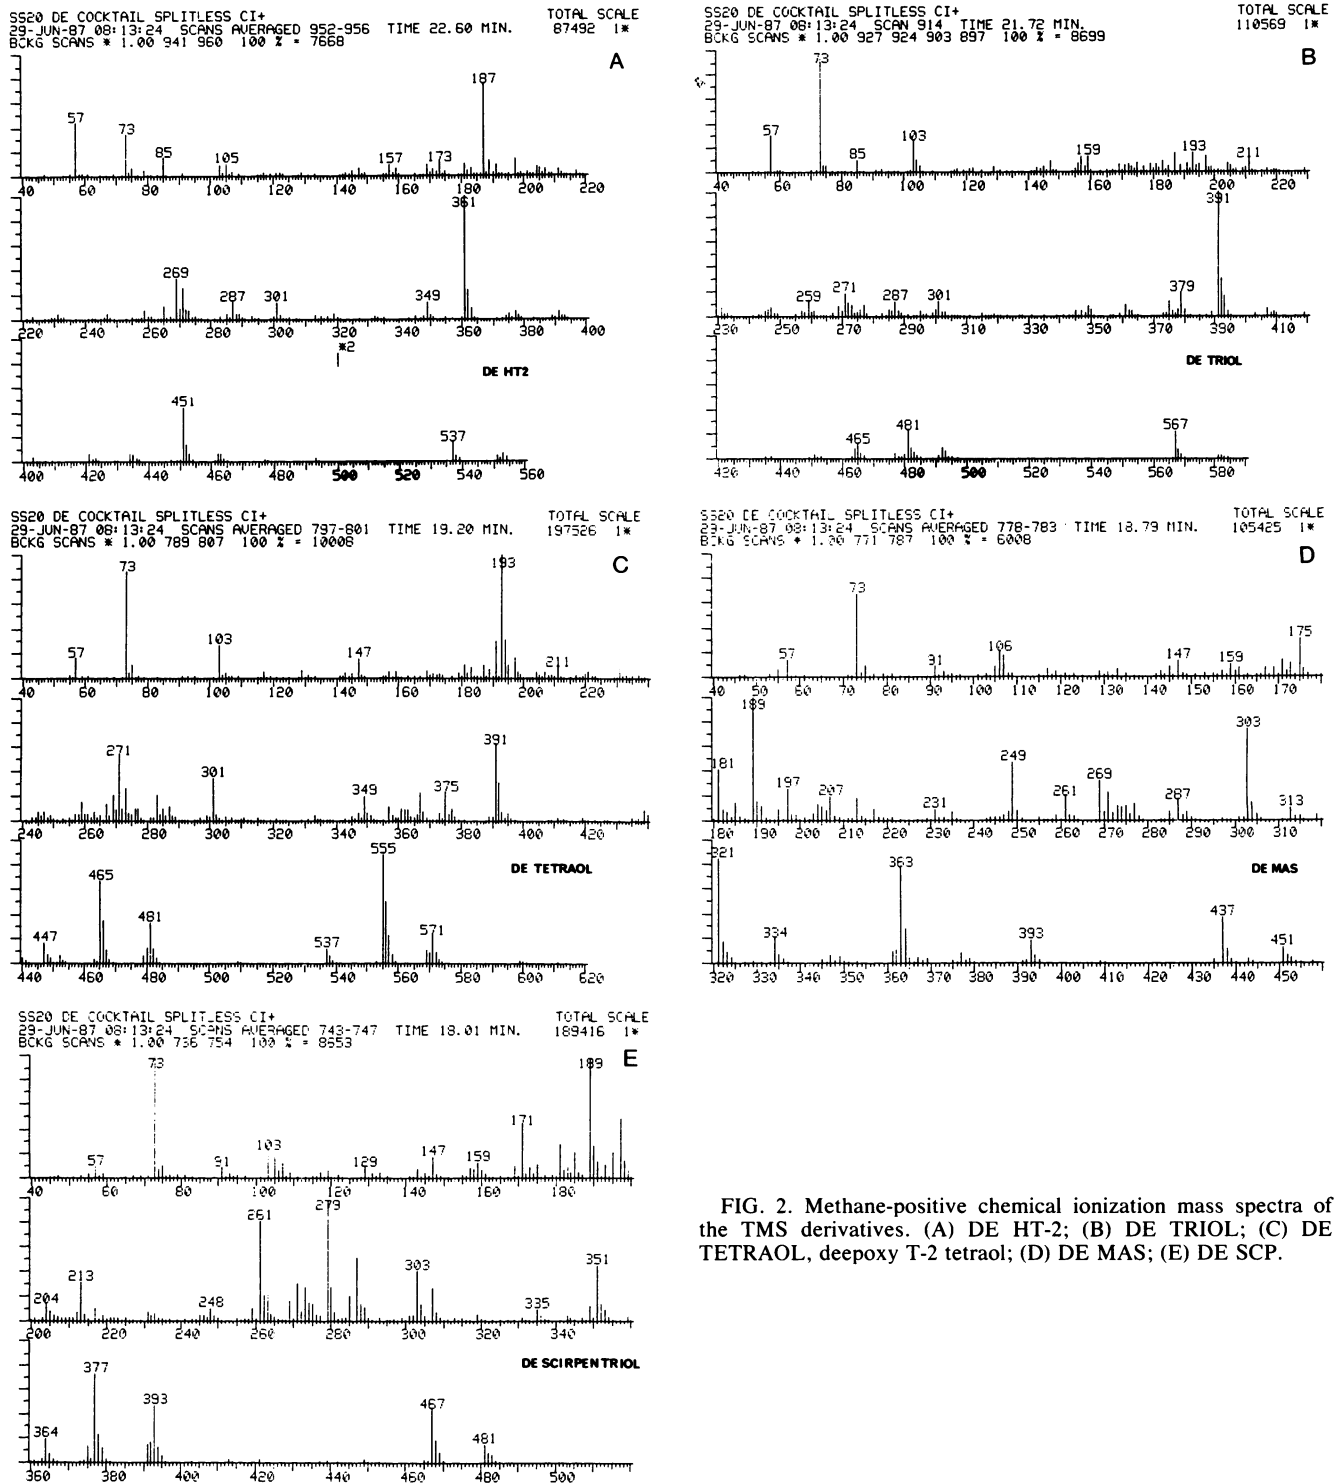 SS20 DE COCKTAIL SPLITLESS CI+ TOTAL SCALE
29-JUN-87 08:13:24 SCANS AVERAGED 952-956 TIME 22.60 MIN. 87492 1*
BCKG SCANS * 1.00 941 960 100 % = 7668
A
57 73 85 105 157 173 187
40 60 80 100 120 140 160 180 200 220
269 287 301 349 361
220 240 260 280 300 320 340 360 380 400
*2
DE HT2
451 537
400 420 440 460 480 500 520 540 560
SS20 DE COCKTAIL SPLITLESS CI+ TOTAL SCALE
29-JUN-87 08:13:24 SCAN 914 TIME 21.72 MIN. 110569 1*
BCKG SCANS * 1.00 927 924 903 897 100 % = 8699
B
57 73 85 103 159 193 211
40 60 80 100 120 140 160 180 200 220
259 271 287 301 379 391
230 250 270 290 310 330 350 370 390 410
DE TRIOL
465 481 567
420 440 460 480 500 520 540 560 580
SS20 DE COCKTAIL SPLITLESS CI+ TOTAL SCALE
29-JUN-87 08:13:24 SCANS AVERAGED 797-801 TIME 19.20 MIN. 197526 1*
BCKG SCANS * 1.00 789 807 100 % = 10008
C
57 73 103 147 193 211
40 60 80 100 120 140 160 180 200 220
271 301 349 375 391
240 260 280 300 320 340 360 380 400 420
DE TETRAOL
447 465 481 537 555 571
440 460 480 500 520 540 560 580 600 620
SS20 DE COCKTAIL SPLITLESS CI+ TOTAL SCALE
29-JUN-87 08:13:24 SCANS AVERAGED 778-783 TIME 18.79 MIN. 105425 1*
BCKG SCANS * 1.00 771 787 100 % = 6008
D
57 73 91 106 147 159 175
40 50 60 70 80 90 100 110 120 130 140 150 160 170
181 189 197 207 231 249 261 269 287 303 313
180 190 200 210 220 230 240 250 260 270 280 290 300 310
DE MAS
321 334 363 393 437 451
320 330 340 350 360 370 380 390 400 410 420 430 440 450
SS20 DE COCKTAIL SPLITLESS CI+ TOTAL SCALE
29-JUN-87 08:13:24 SCANS AVERAGED 743-747 TIME 18.01 MIN. 189416 1*
BCKG SCANS * 1.00 736 754 100 % = 8553
E
57 73 91 103 129 147 159 171 189
40 60 80 100 120 140 160 180
204 213 248 261 279 303 335 351
200 220 240 260 280 300 320 340
DE SCIRPENTRIOL
364 377 393 467 481
360 380 400 420 440 460 480 500
FIG. 2. Methane-positive chemical ionization mass spectra of
the TMS derivatives. (A) DE HT-2; (B) DE TRIOL; (C) DE
TETRAOL, deepoxy T-2 tetraol; (D) DE MAS; (E) DE SCP.